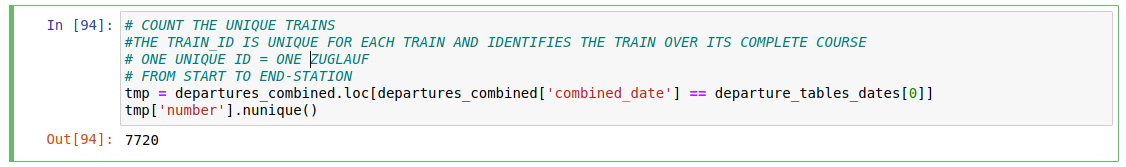 In [94]: # COUNT THE UNIQUE TRAINS
#THE TRAIN_ID IS UNIQUE FOR EACH TRAIN AND IDENTIFIES THE TRAIN OVER ITS COMPLETE COURSE
# ONE UNIQUE ID = ONE ZUGLAUF
# FROM START TO END-STATION
tmp = departures_combined.loc[departures_combined['combined_date'] == departure_tables_dates[0]]
tmp['number'].nunique()
Out[94]: 7720